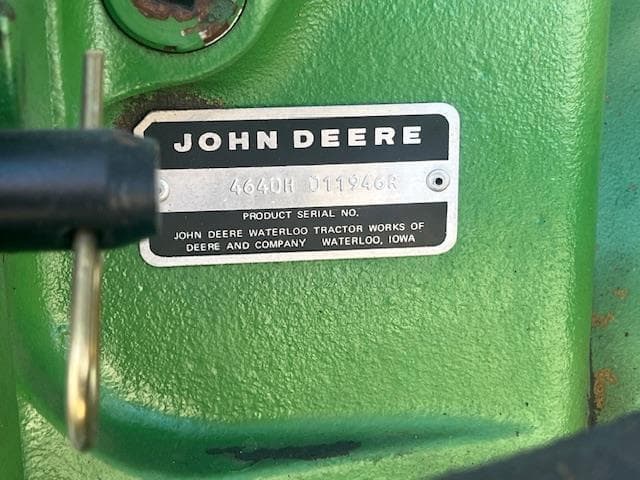 JOHN DEERE
4640H 011946R
PRODUCT SERIAL NO.
JOHN DEERE WATERLOO TRACTOR WORKS OF
DEERE AND COMPANY WATERLOO, IOWA